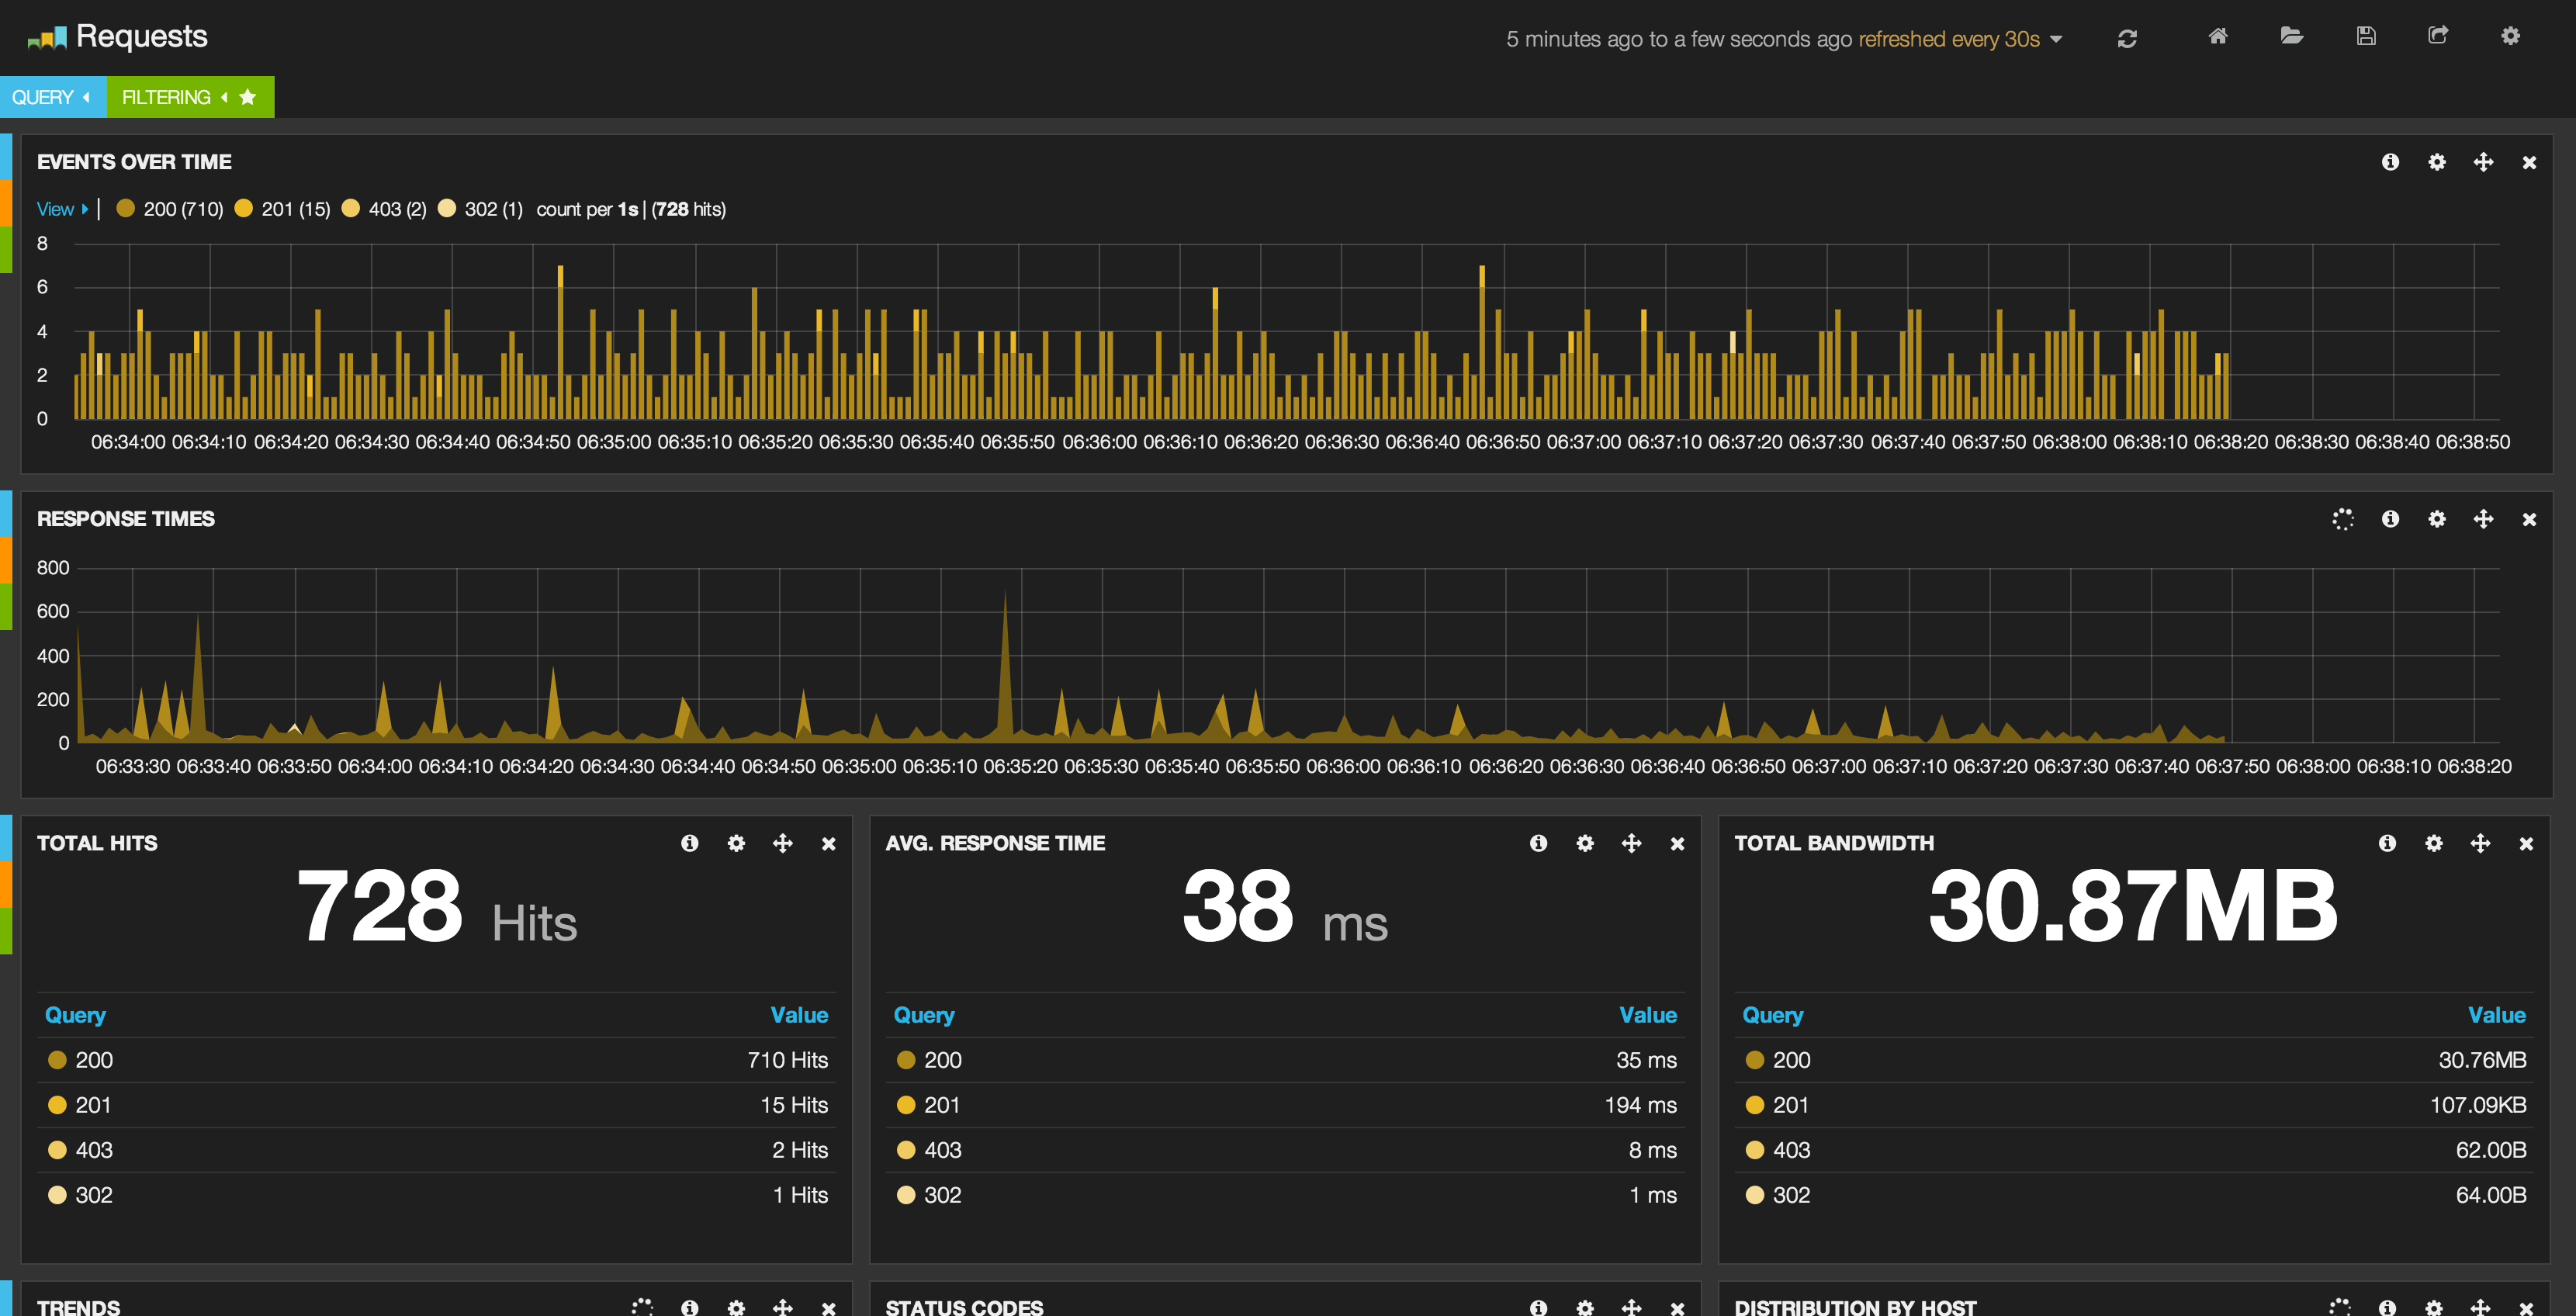 Requests
5 minutes ago to a few seconds ago refreshed every 30s
QUERY FILTERING
EVENTS OVER TIME
View | 200 (710) 201 (15) 403 (2) 302 (1) count per 1s | (728 hits)
8
6
4
2
0
06:34:00 06:34:10 06:34:20 06:34:30 06:34:40 06:34:50 06:35:00 06:35:10 06:35:20 06:35:30 06:35:40 06:35:50 06:36:00 06:36:10 06:36:20 06:36:30 06:36:40 06:36:50 06:37:00 06:37:10 06:37:20 06:37:30 06:37:40 06:37:50 06:38:00 06:38:10 06:38:20 06:38:30 06:38:40 06:38:50
RESPONSE TIMES
800
600
400
200
0
06:33:30 06:33:40 06:33:50 06:34:00 06:34:10 06:34:20 06:34:30 06:34:40 06:34:50 06:35:00 06:35:10 06:35:20 06:35:30 06:35:40 06:35:50 06:36:00 06:36:10 06:36:20 06:36:30 06:36:40 06:36:50 06:37:00 06:37:10 06:37:20 06:37:30 06:37:40 06:37:50 06:38:00 06:38:10 06:38:20
TOTAL HITS
728 Hits
Query Value
200 710 Hits
201 15 Hits
403 2 Hits
302 1 Hits
AVG. RESPONSE TIME
38 ms
Query Value
200 35 ms
201 194 ms
403 8 ms
302 1 ms
TOTAL BANDWIDTH
30.87MB
Query Value
200 30.76MB
201 107.09KB
403 62.00B
302 64.00B
TRENDS
STATUS CODES
DISTRIBUTION BY HOST